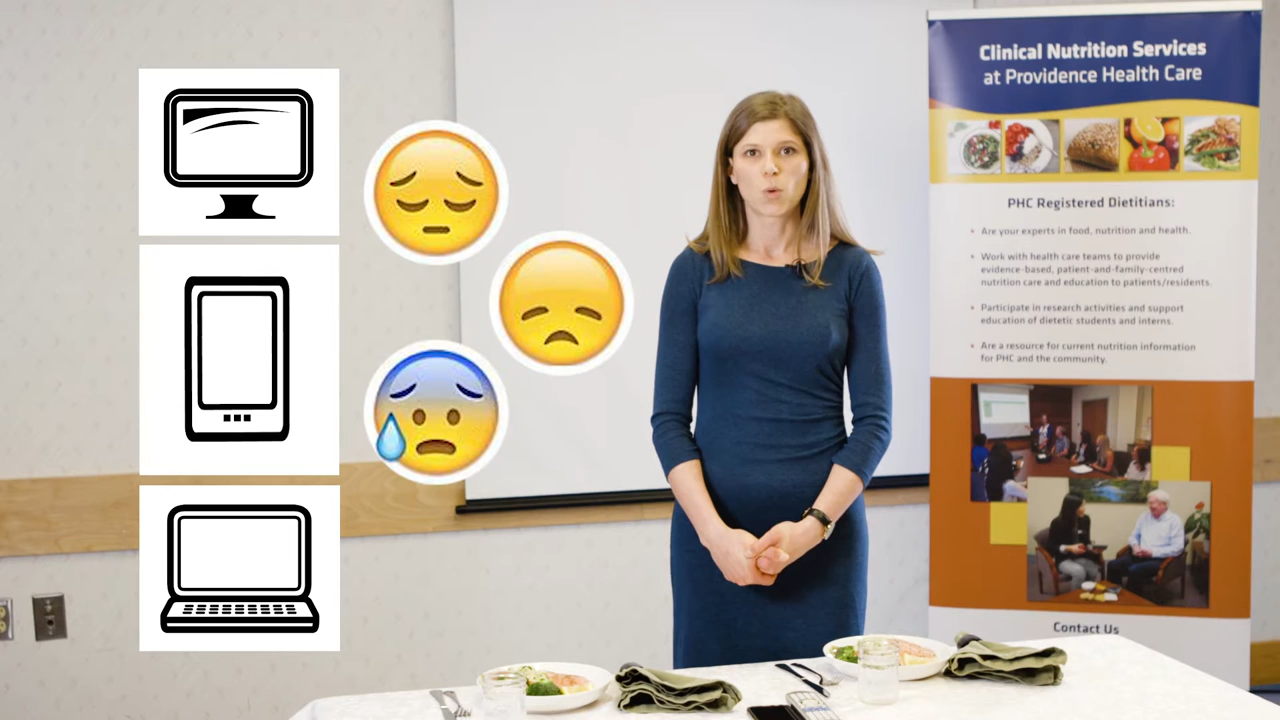 Clinical Nutrition Services
at Providence Health Care
PHC Registered Dietitians:
• Are your experts in food, nutrition and health.
• Work with health care teams to provide
evidence-based, patient-and-family-centred
nutrition care and education to patients/residents.
• Participate in research activities and support
education of dietetic students and interns.
• Are a resource for current nutrition information
for PHC and the community.
Contact Us